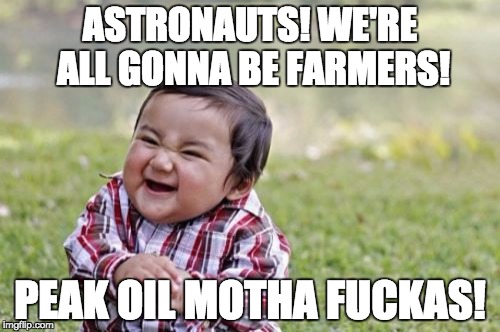 ASTRONAUTS! WE'RE
ALL GONNA BE FARMERS!
PEAK OIL MOTHA FUCKAS!
imgflip.com